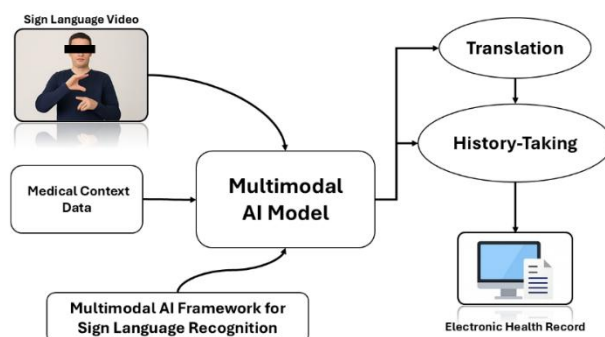 Sign Language Video
Translation
History-Taking
Medical Context
Data
Multimodal
AI Model
Multimodal AI Framework for
Sign Language Recognition
Electronic Health Record